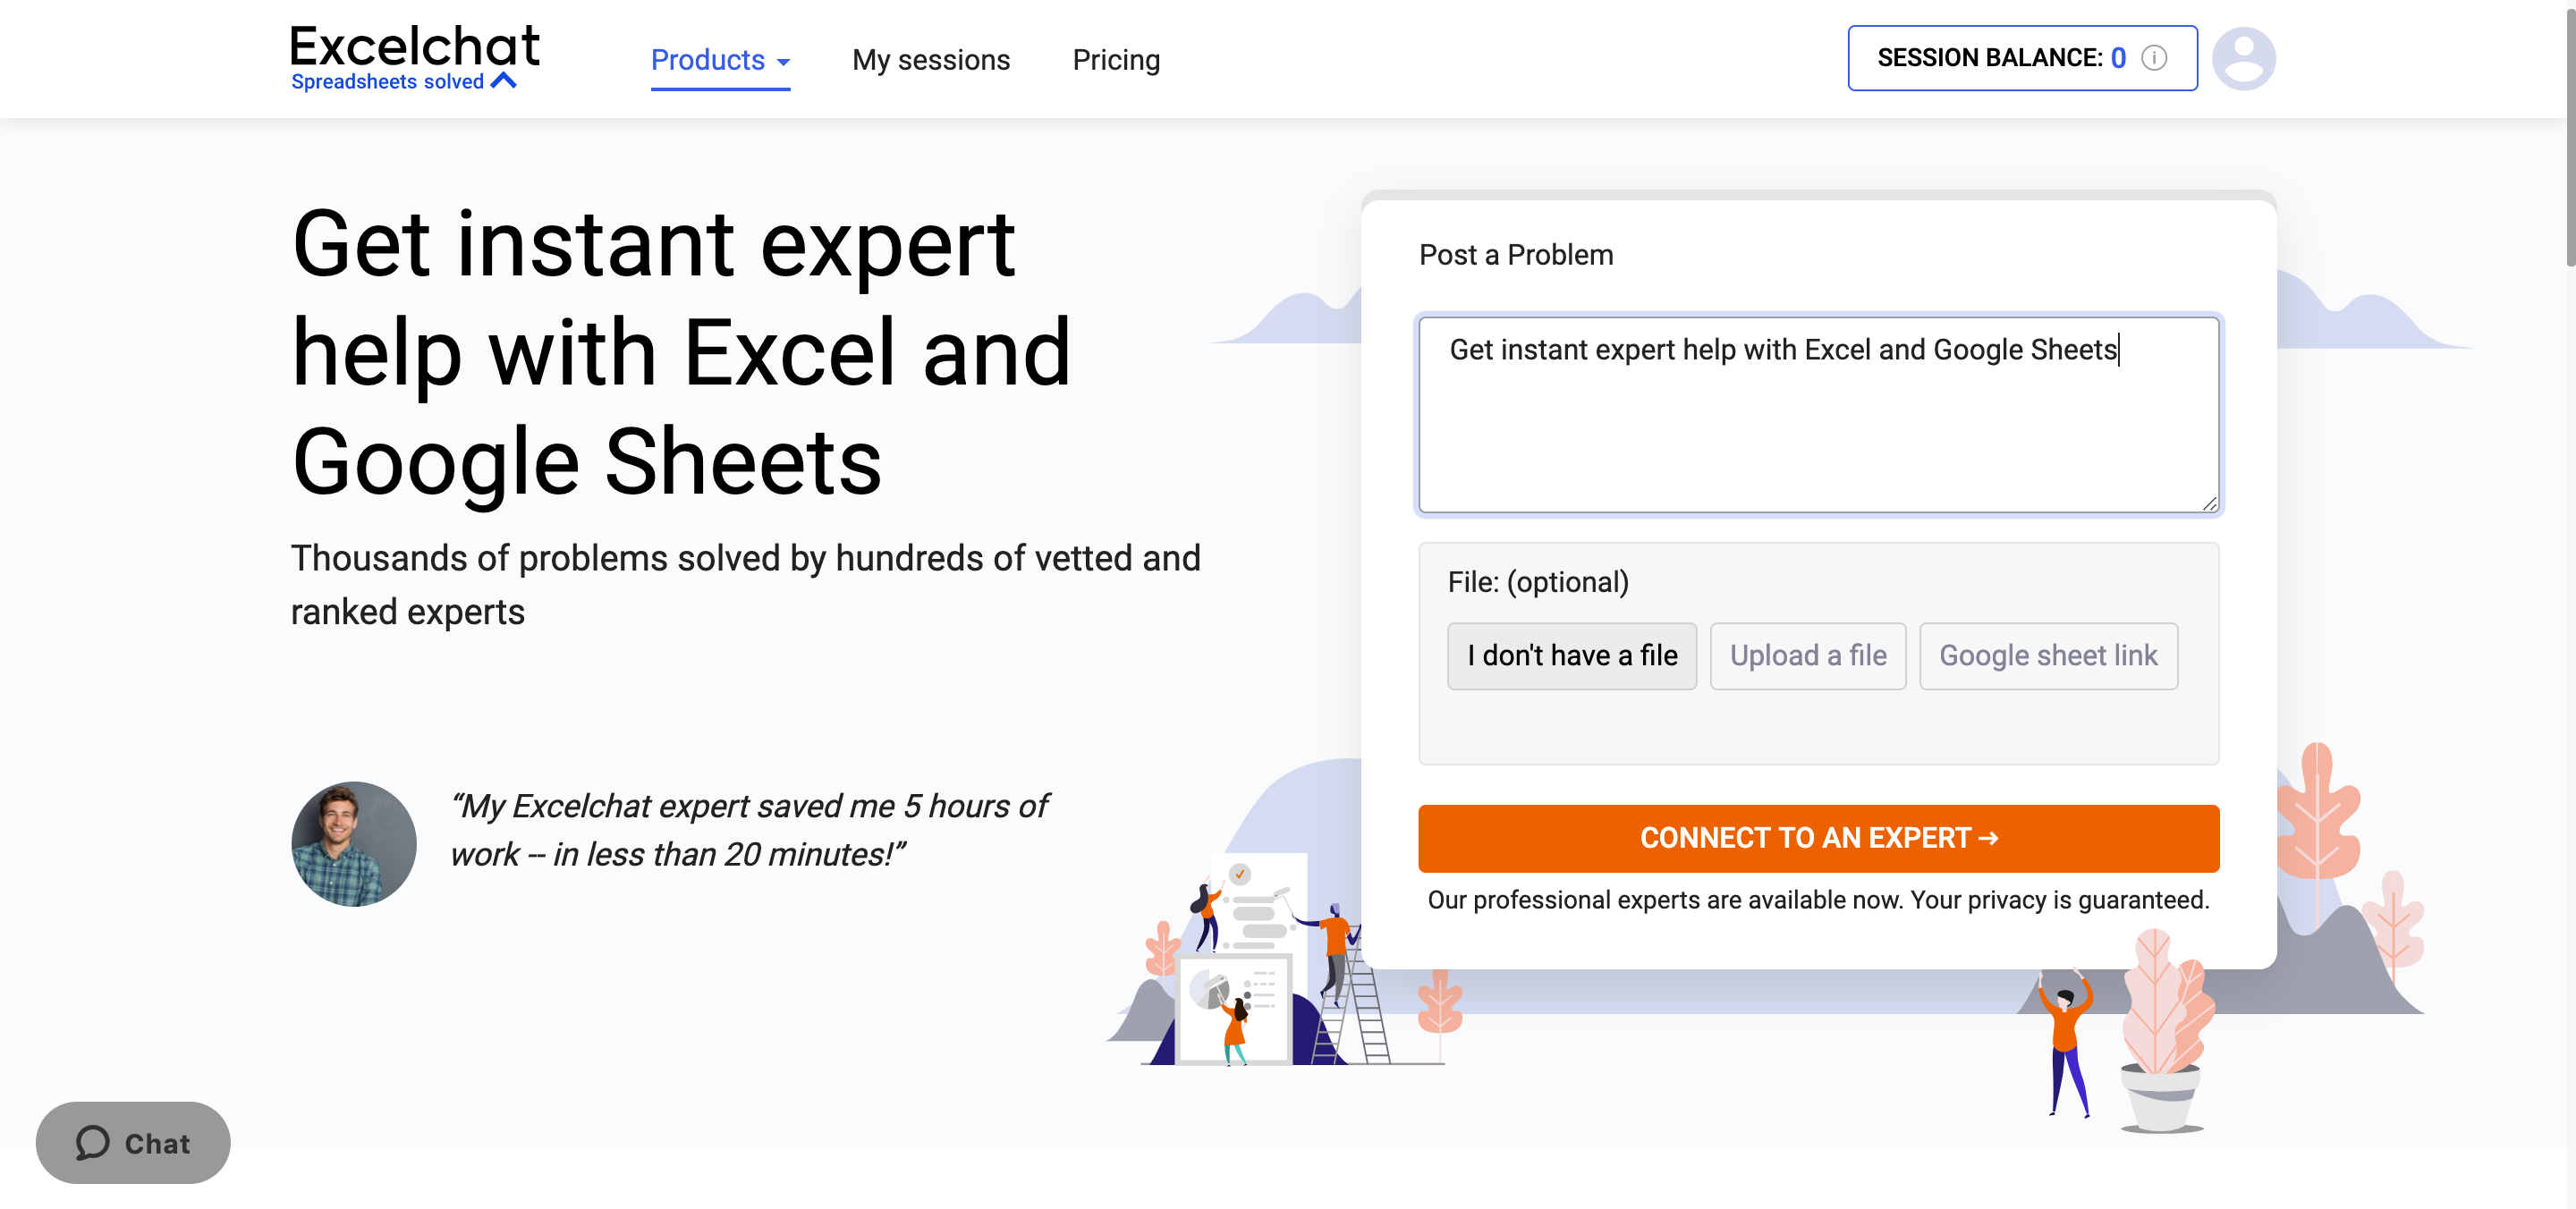 Excelchat
Spreadsheets solved
Products
My sessions
Pricing
SESSION BALANCE: 0
Get instant expert
help with Excel and
Google Sheets
Thousands of problems solved by hundreds of vetted and
ranked experts
“My Excelchat expert saved me 5 hours of
work -- in less than 20 minutes!”
Post a Problem
Get instant expert help with Excel and Google Sheets
File: (optional)
I don't have a file
Upload a file
Google sheet link
CONNECT TO AN EXPERT→
Our professional experts are available now. Your privacy is guaranteed.
Chat